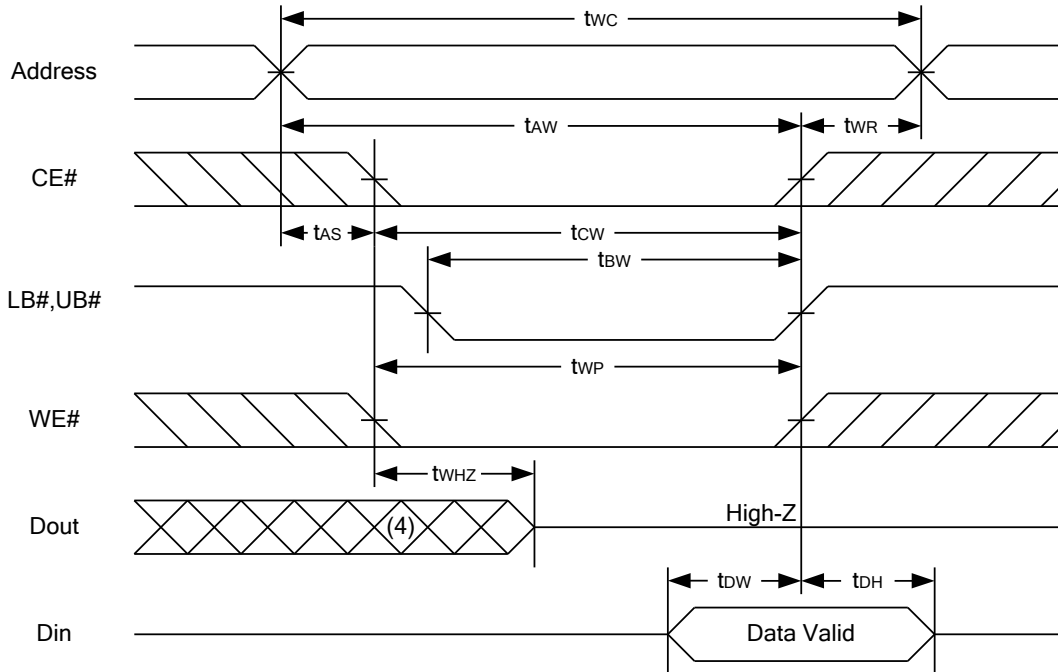 tWC
Address
tAW
tWR
CE#
tAS
tCW
tBW
LB#,UB#
tWP
WE#
tWHZ
Dout
(4)
High-Z
tDW
tDH
Din
Data Valid